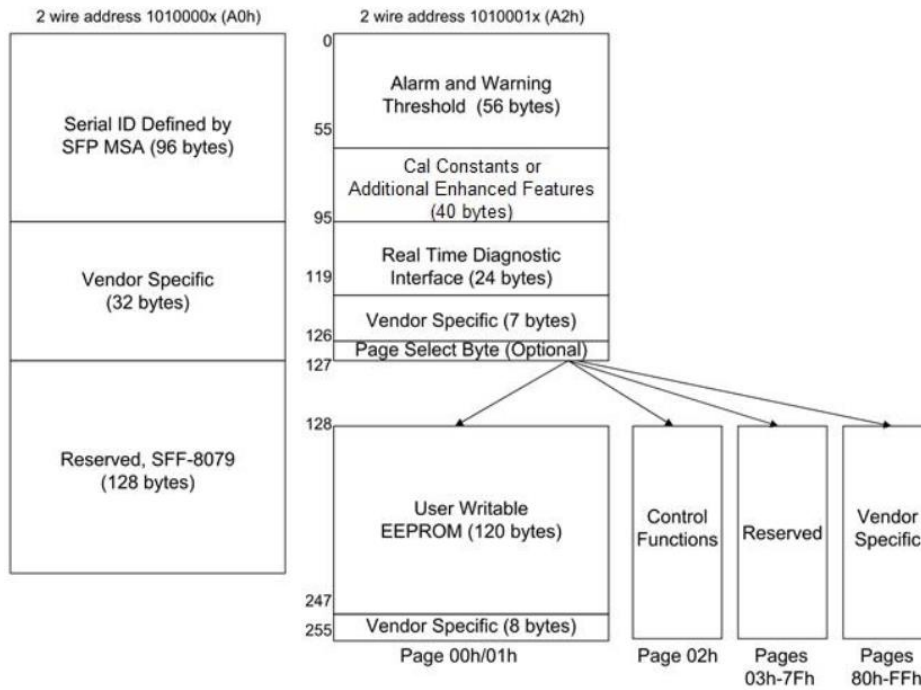 2 wire address 1010000x (A0h)
Serial ID Defined by
SFP MSA (96 bytes)
Vendor Specific
(32 bytes)
Reserved, SFF-8079
(128 bytes)
2 wire address 1010001x (A2h)
0
Alarm and Warning
Threshold (56 bytes)
55
Cal Constants or
Additional Enhanced Features
(40 bytes)
95
Real Time Diagnostic
Interface (24 bytes)
119
Vendor Specific (7 bytes)
126
Page Select Byte (Optional)
127
128
User Writable
EEPROM (120 bytes)
247
Vendor Specific (8 bytes)
255
Page 00h/01h
Control
Functions
Page 02h
Reserved
Pages
03h-7Fh
Vendor
Specific
Pages
80h-FFh